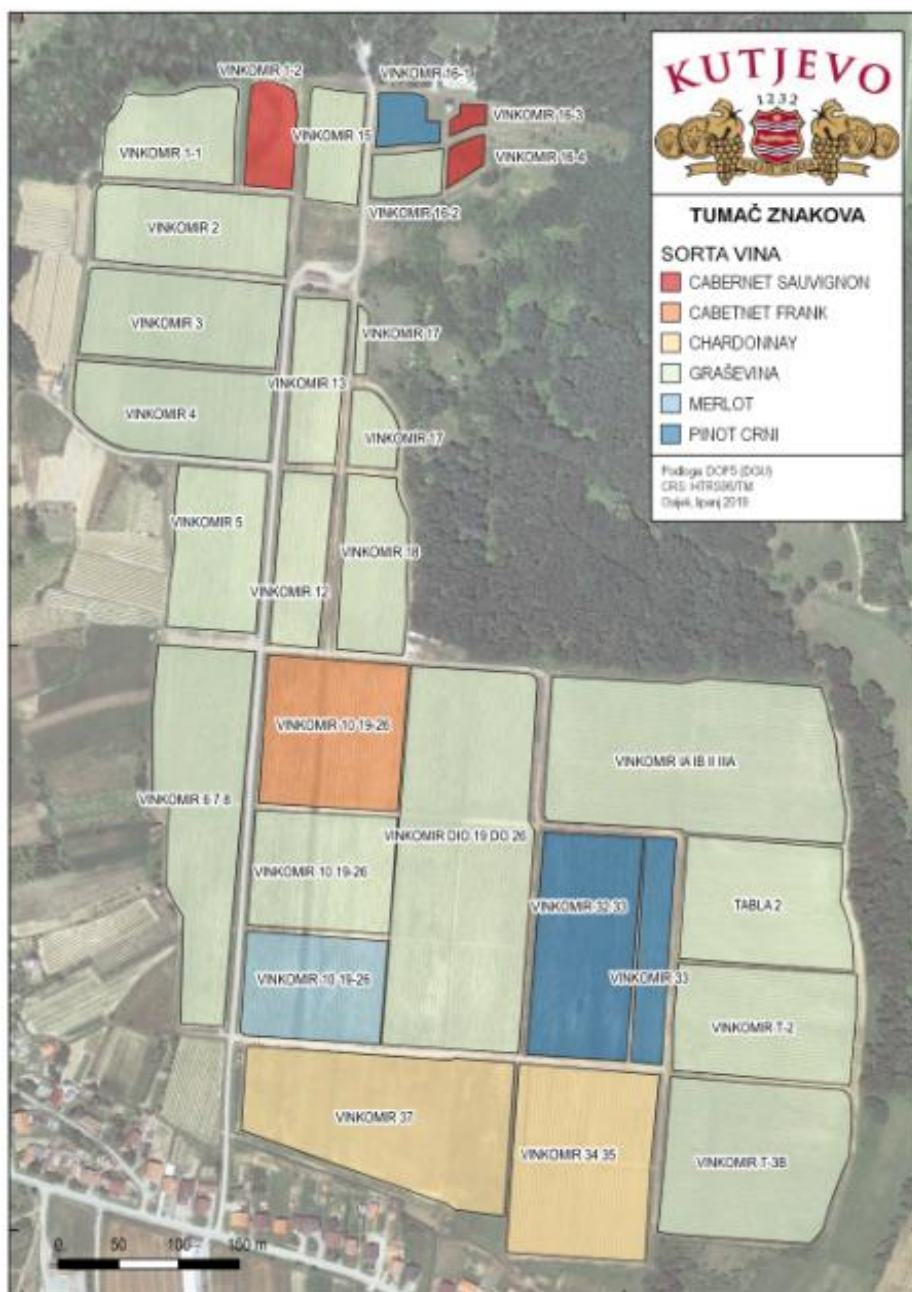 KUTJEVO
1232
TUMAČ ZNAKOVA
SORTA VINA
CABERNET SAUVIGNON
CABETNET FRANK
CHARDONNAY
GRAŠEVINA
MERLOT
PINOT CRNI
Podloga: DOF5 (DGU)
CRS: HTRS96/TM
Osijek, lipanj 2019
VINKOMIR 1-2
VINKOMIR 16-1
VINKOMIR 16-3
VINKOMIR 15
VINKOMIR 1-1
VINKOMIR 16-4
VINKOMIR 16-2
VINKOMIR 2
VINKOMIR 3
VINKOMIR 17
VINKOMIR 13
VINKOMIR 4
VINKOMIR 17
VINKOMIR 5
VINKOMIR 18
VINKOMIR 12
VINKOMIR 10 19-26
VINKOMIR IA IB II IIIA
VINKOMIR 6 7 8
VINKOMIR DIO 19 DO 26
VINKOMIR 10 19-26
VINKOMIR 32 33
TABLA 2
VINKOMIR 10 19-26
VINKOMIR 33
VINKOMIR T-2
VINKOMIR 37
VINKOMIR 34 35
VINKOMIR T-3B
0 50 100 150 m